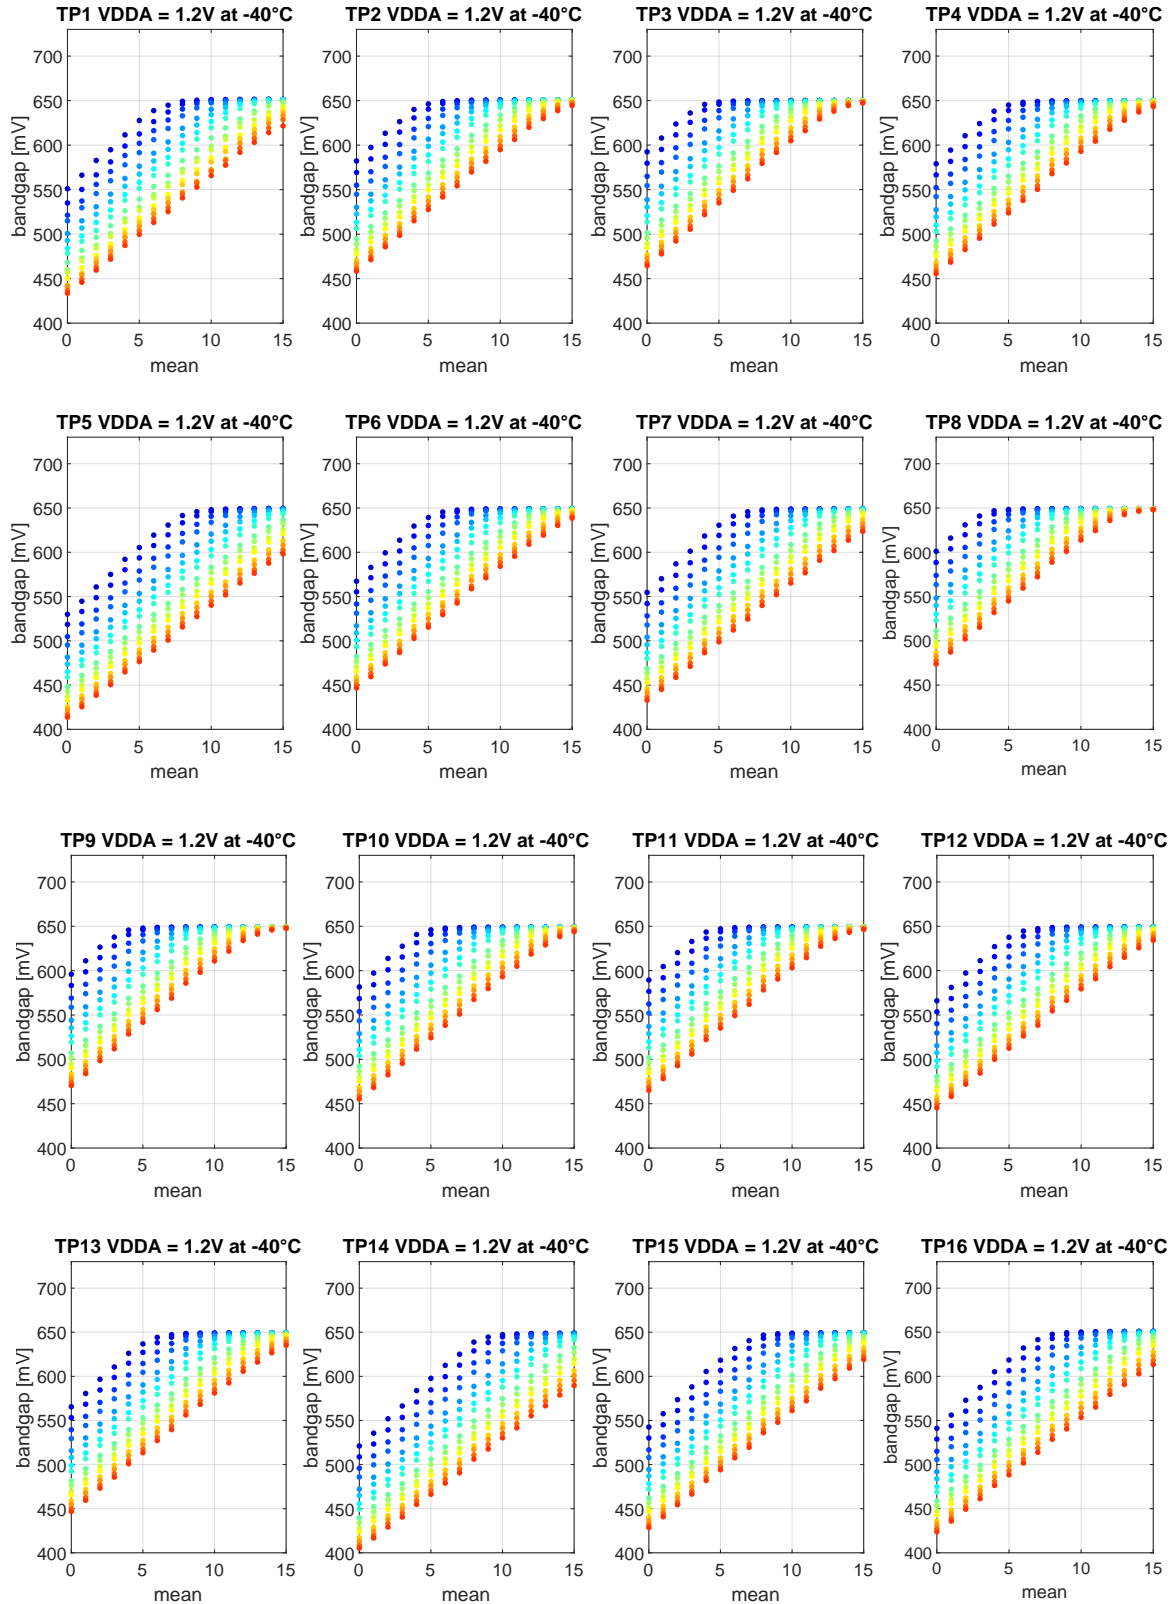 TP1 VDDA = 1.2V at -40°C
TP2 VDDA = 1.2V at -40°C
TP3 VDDA = 1.2V at -40°C
TP4 VDDA = 1.2V at -40°C
bandgap [mV]
700
650
600
550
500
450
400
0 5 10 15
mean
bandgap [mV]
700
650
600
550
500
450
400
0 5 10 15
mean
bandgap [mV]
700
650
600
550
500
450
400
0 5 10 15
mean
bandgap [mV]
700
650
600
550
500
450
400
0 5 10 15
mean
TP5 VDDA = 1.2V at -40°C
TP6 VDDA = 1.2V at -40°C
TP7 VDDA = 1.2V at -40°C
TP8 VDDA = 1.2V at -40°C
bandgap [mV]
700
650
600
550
500
450
400
0 5 10 15
mean
bandgap [mV]
700
650
600
550
500
450
400
0 5 10 15
mean
bandgap [mV]
700
650
600
550
500
450
400
0 5 10 15
mean
bandgap [mV]
700
650
600
550
500
450
400
0 5 10 15
mean
TP9 VDDA = 1.2V at -40°C
TP10 VDDA = 1.2V at -40°C
TP11 VDDA = 1.2V at -40°C
TP12 VDDA = 1.2V at -40°C
bandgap [mV]
700
650
600
550
500
450
400
0 5 10 15
mean
bandgap [mV]
700
650
600
550
500
450
400
0 5 10 15
mean
bandgap [mV]
700
650
600
550
500
450
400
0 5 10 15
mean
bandgap [mV]
700
650
600
550
500
450
400
0 5 10 15
mean
TP13 VDDA = 1.2V at -40°C
TP14 VDDA = 1.2V at -40°C
TP15 VDDA = 1.2V at -40°C
TP16 VDDA = 1.2V at -40°C
bandgap [mV]
700
650
600
550
500
450
400
0 5 10 15
mean
bandgap [mV]
700
650
600
550
500
450
400
0 5 10 15
mean
bandgap [mV]
700
650
600
550
500
450
400
0 5 10 15
mean
bandgap [mV]
700
650
600
550
500
450
400
0 5 10 15
mean